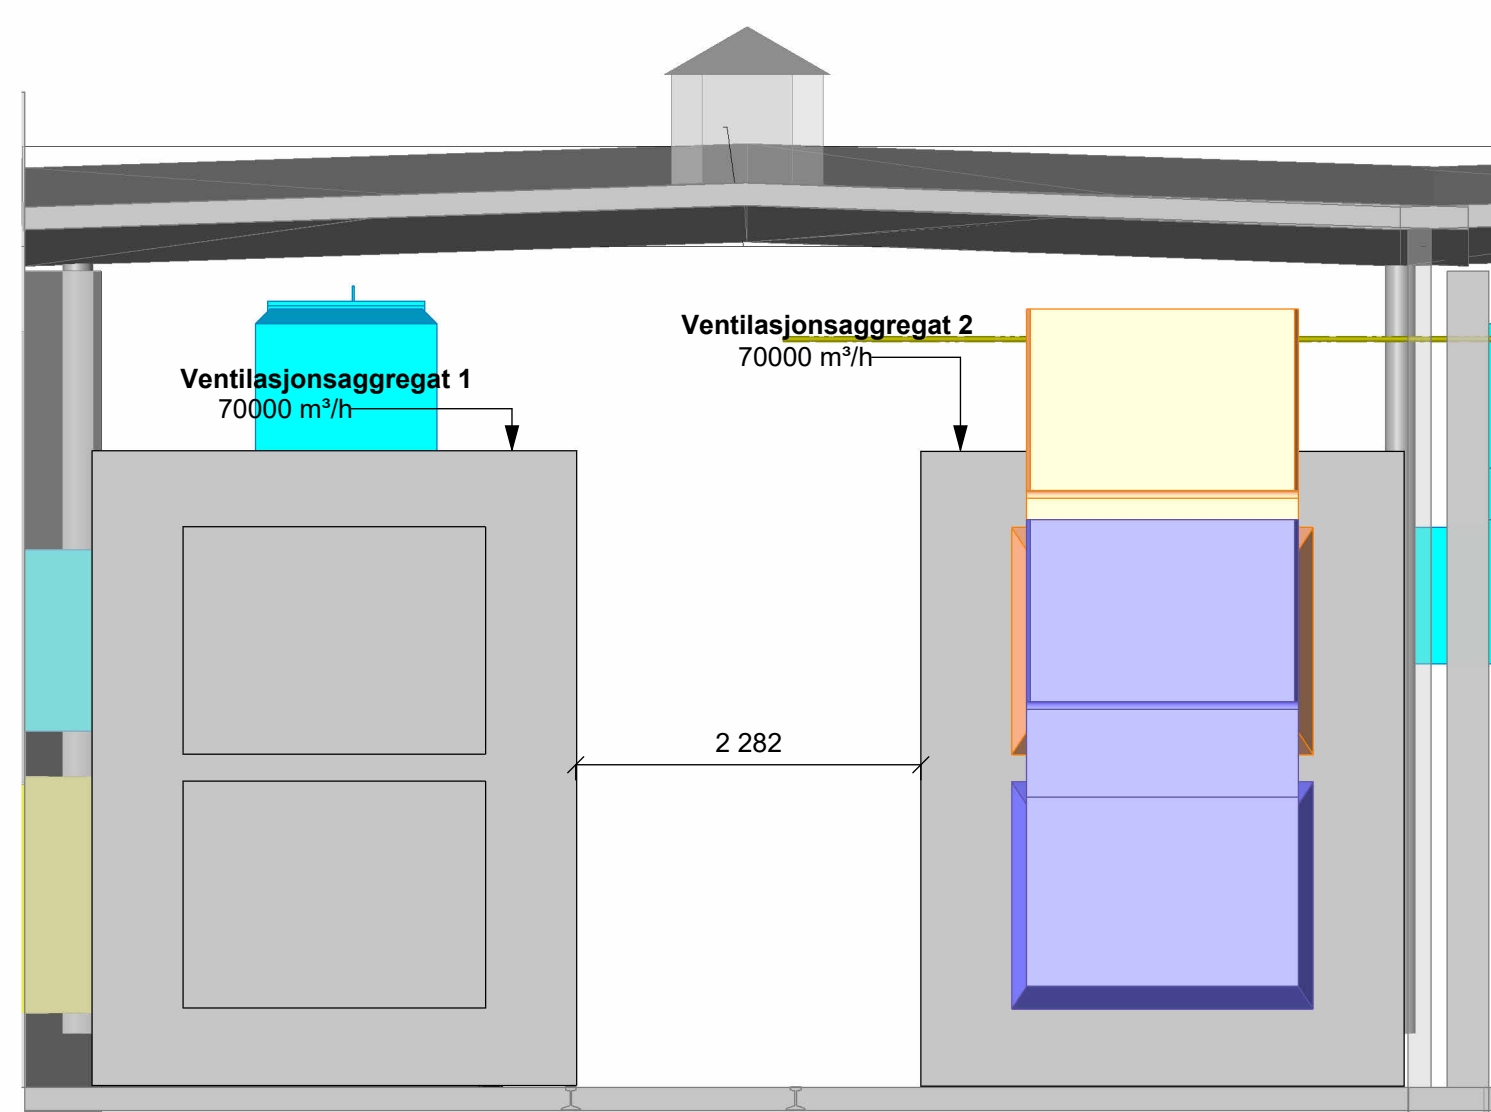 Ventilasjonsaggregat 2
70000 m³/h
Ventilasjonsaggregat 1
70000 m³/h
2 282